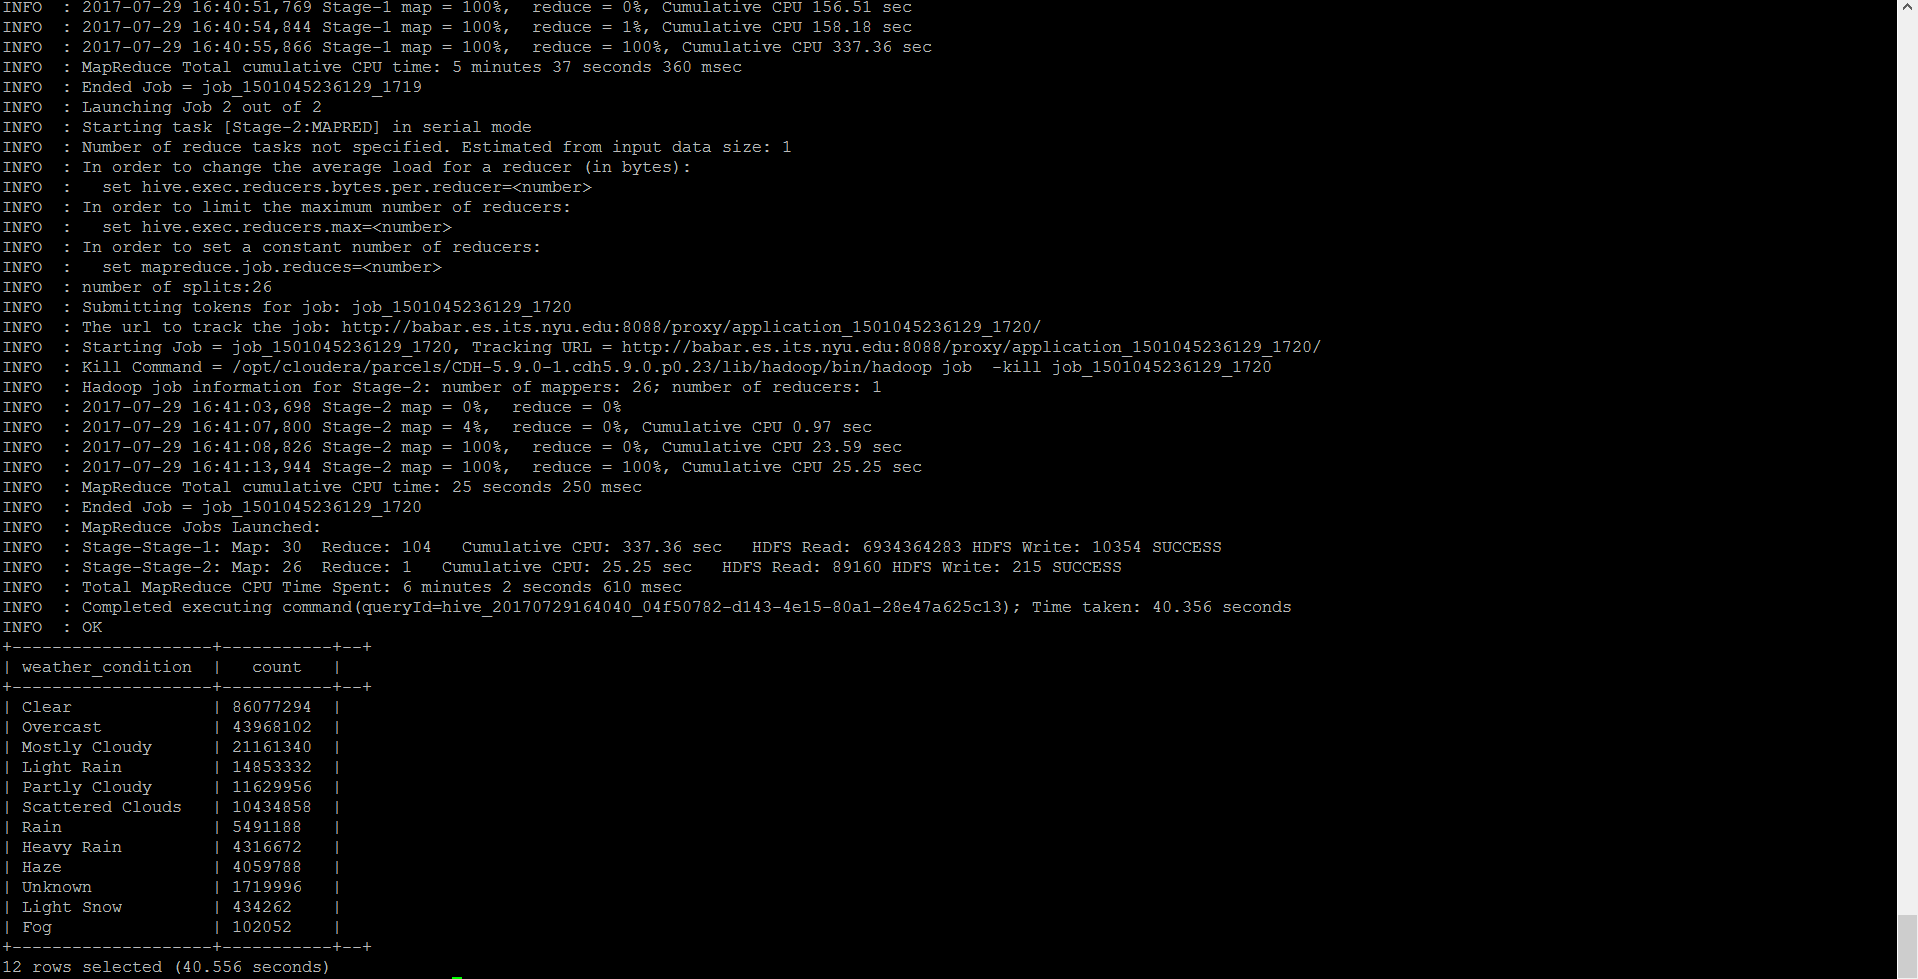 INFO  : 2017-07-29 16:40:51,769 Stage-1 map = 100%,  reduce = 0%, Cumulative CPU 156.51 sec
INFO  : 2017-07-29 16:40:54,844 Stage-1 map = 100%,  reduce = 1%, Cumulative CPU 158.18 sec
INFO  : 2017-07-29 16:40:55,866 Stage-1 map = 100%,  reduce = 100%, Cumulative CPU 337.36 sec
INFO  : MapReduce Total cumulative CPU time: 5 minutes 37 seconds 360 msec
INFO  : Ended Job = job_1501045236129_1719
INFO  : Launching Job 2 out of 2
INFO  : Starting task [Stage-2:MAPRED] in serial mode
INFO  : Number of reduce tasks not specified. Estimated from input data size: 1
INFO  : In order to change the average load for a reducer (in bytes):
INFO  :   set hive.exec.reducers.bytes.per.reducer=<number>
INFO  : In order to limit the maximum number of reducers:
INFO  :   set hive.exec.reducers.max=<number>
INFO  : In order to set a constant number of reducers:
INFO  :   set mapreduce.job.reduces=<number>
INFO  : number of splits:26
INFO  : Submitting tokens for job: job_1501045236129_1720
INFO  : The url to track the job: http://babar.es.its.nyu.edu:8088/proxy/application_1501045236129_1720/
INFO  : Starting Job = job_1501045236129_1720, Tracking URL = http://babar.es.its.nyu.edu:8088/proxy/application_1501045236129_1720/
INFO  : Kill Command = /opt/cloudera/parcels/CDH-5.9.0-1.cdh5.9.0.p0.23/lib/hadoop/bin/hadoop job  -kill job_1501045236129_1720
INFO  : Hadoop job information for Stage-2: number of mappers: 26; number of reducers: 1
INFO  : 2017-07-29 16:41:03,698 Stage-2 map = 0%,  reduce = 0%
INFO  : 2017-07-29 16:41:07,800 Stage-2 map = 4%,  reduce = 0%, Cumulative CPU 0.97 sec
INFO  : 2017-07-29 16:41:08,826 Stage-2 map = 100%,  reduce = 0%, Cumulative CPU 23.59 sec
INFO  : 2017-07-29 16:41:13,944 Stage-2 map = 100%,  reduce = 100%, Cumulative CPU 25.25 sec
INFO  : MapReduce Total cumulative CPU time: 25 seconds 250 msec
INFO  : Ended Job = job_1501045236129_1720
INFO  : MapReduce Jobs Launched:
INFO  : Stage-Stage-1: Map: 30  Reduce: 104   Cumulative CPU: 337.36 sec   HDFS Read: 6934364283 HDFS Write: 10354 SUCCESS
INFO  : Stage-Stage-2: Map: 26  Reduce: 1   Cumulative CPU: 25.25 sec   HDFS Read: 89160 HDFS Write: 215 SUCCESS
INFO  : Total MapReduce CPU Time Spent: 6 minutes 2 seconds 610 msec
INFO  : Completed executing command(queryId=hive_20170729164040_04f50782-d143-4e15-80a1-28e47a625c13); Time taken: 40.356 seconds
INFO  : OK
+--------------------+-----------+--+
| weather_condition  |   count   |
+--------------------+-----------+--+
| Clear              | 86077294  |
| Overcast           | 43968102  |
| Mostly Cloudy      | 21161340  |
| Light Rain         | 14853332  |
| Partly Cloudy      | 11629956  |
| Scattered Clouds   | 10434858  |
| Rain               | 5491188   |
| Heavy Rain         | 4316672   |
| Haze               | 4059788   |
| Unknown            | 1719996   |
| Light Snow         | 434262    |
| Fog                | 102052    |
+--------------------+-----------+--+
12 rows selected (40.556 seconds)